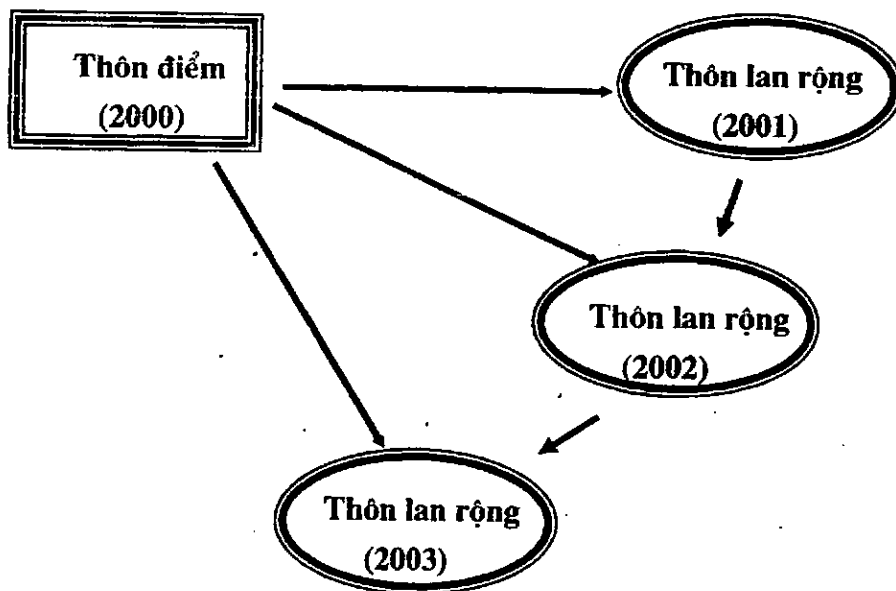 Thôn điểm
(2000)
Thôn lan rộng
(2001)
Thôn lan rộng
(2002)
Thôn lan rộng
(2003)